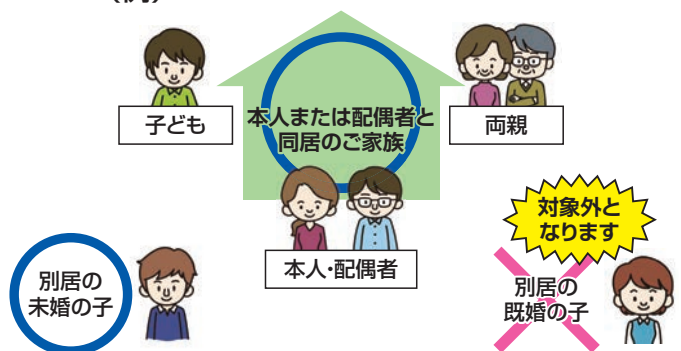 (例)
子ども
本人または配偶者と
同居のご家族
両親
本人・配偶者
対象外と
なります
別居の
未婚の子
別居の
既婚の子